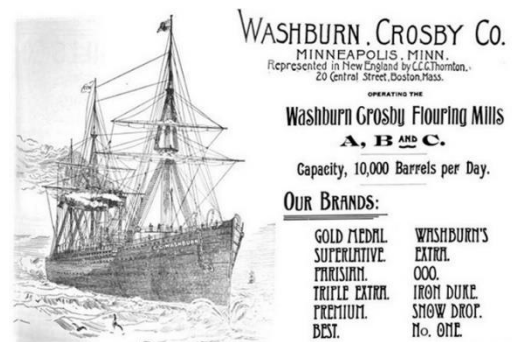 WASHBURN, CROSBY CO.
MINNEAPOLIS, MINN.
Represented in New England by C.C.C. Thornton,
20 Central Street, Boston, Mass.
OPERATING THE
Washburn Crosby Flouring Mills
A, B AND C.
Capacity, 10,000 Barrels per Day.
OUR BRANDS:
GOLD MEDAL.
SUPERLATIVE.
PARISIAN.
TRIPLE EXTRA.
PREMIUM.
BEST.
WASHBURN'S
EXTRA.
000.
IRON DUKE.
SNOW DROP.
No. ONE.